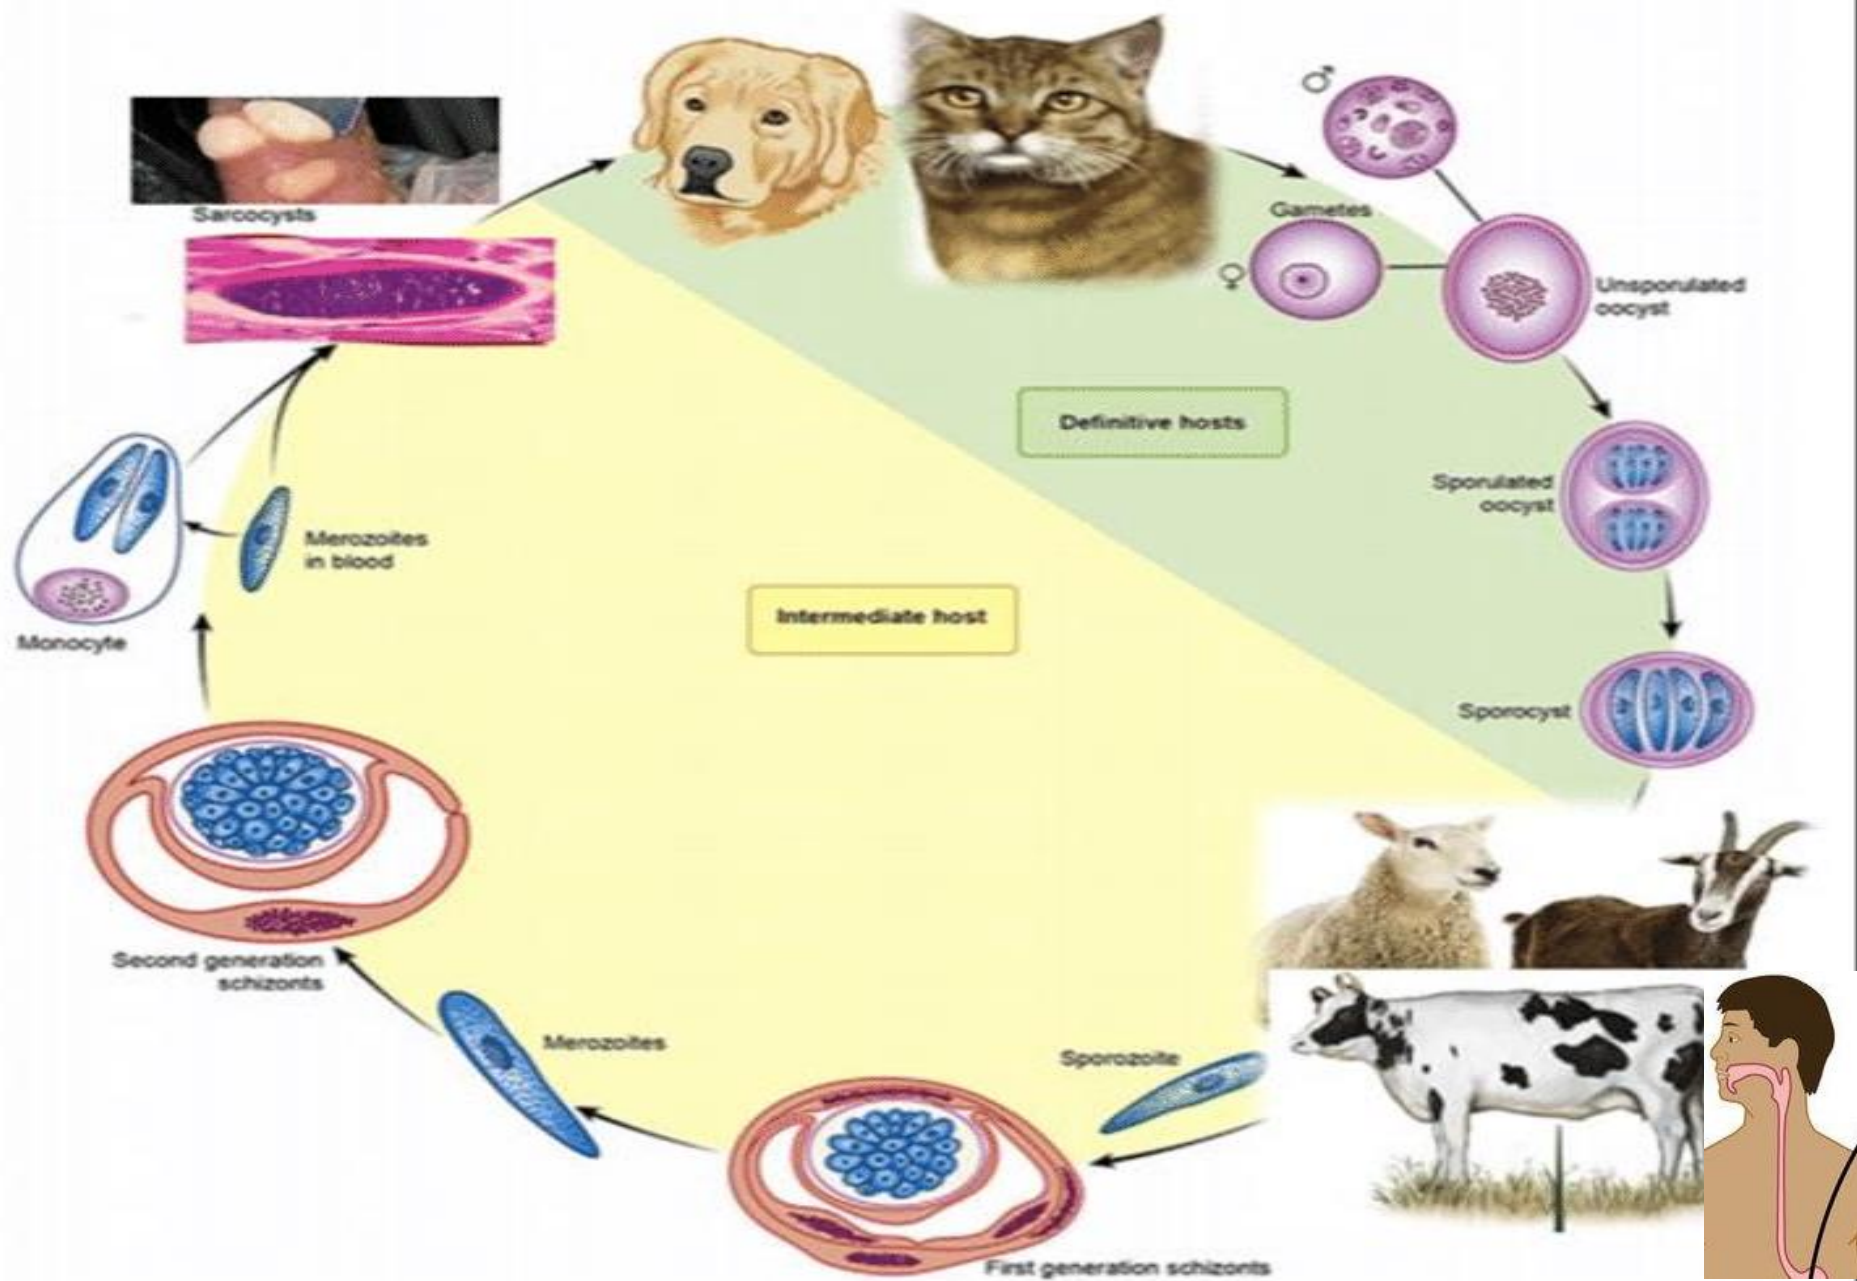 Sarcocysts
Gametes
Unsporulated
oocyst
Definitive hosts
Sporulated
oocyst
Merozoites
in blood
Intermediate host
Monocyte
Sporocyst
Second generation
schizonts
Merozoites
Sporozoite
First generation schizonts